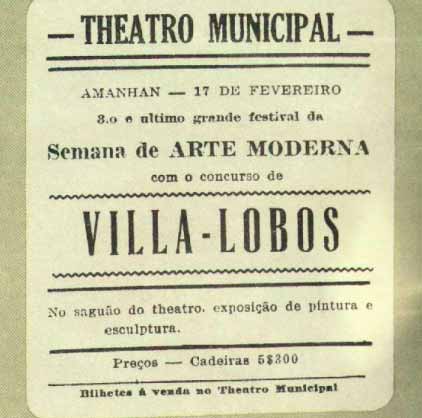 — THEATRO MUNICIPAL —
AMANHAN — 17 DE FEVEREIRO
3.o e ultimo grande festival da
Semana de ARTE MODERNA
com o concurso de
VILLA-LOBOS
No saguão do theatro. exposição de pintura e
esculptura.
Preços — Cadeiras 5$300
Bilhetes á venda no Theatro Municipal